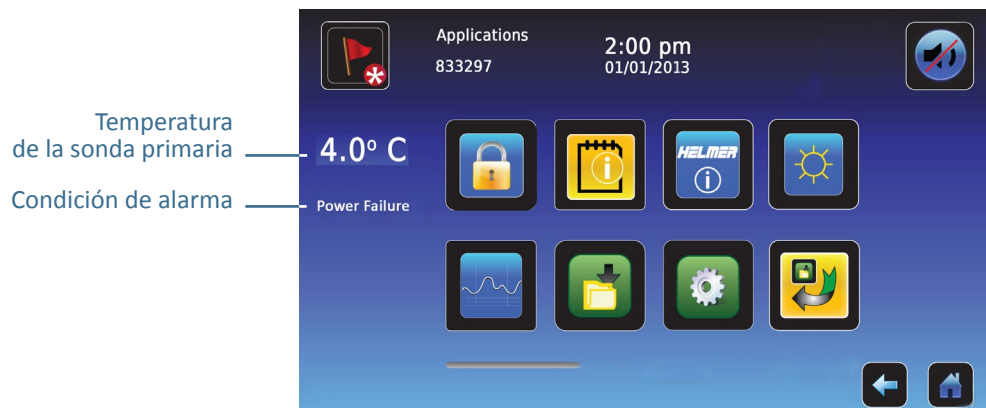 Applications
833297
2:00 pm
01/01/2013
Temperatura
de la sonda primaria
4.0º C
Condición de alarma
Power Failure
HELMER
i
i